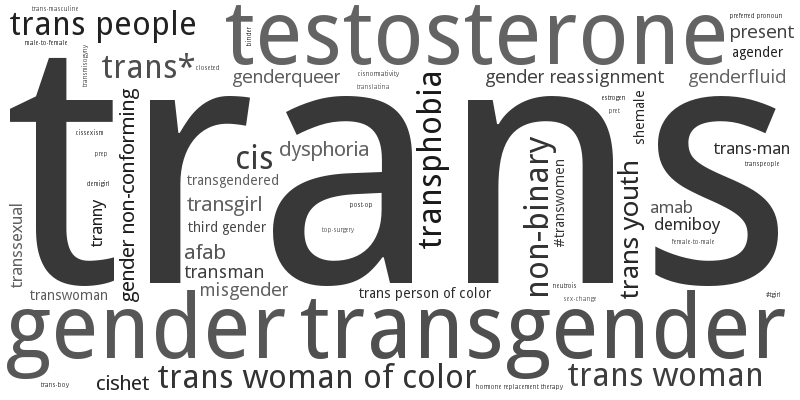 trans-masculine
trans people
testosterone
preferred pronoun
male-to-female
binder
present
transmisogyny
agender
trans*
closeted
genderqueer
cisnormativity
translatina
gender reassignment
genderfluid
trans
gender non-conforming
transphobia
estrogen
pret
shemale
cissexism
cis
dysphoria
non-binary
#transwomen
trans-man
transpeople
prep
demigirl
transgendered
tranny
transgirl
post-op
trans youth
amab
demiboy
transsexual
third gender
top-surgery
female-to-male
afab
transman
transwoman
misgender
trans person of color
neutrois
sex-change
#tgirl
gender
transgender
trans-boy
cishet
trans woman of color
hormone replacement therapy
trans woman